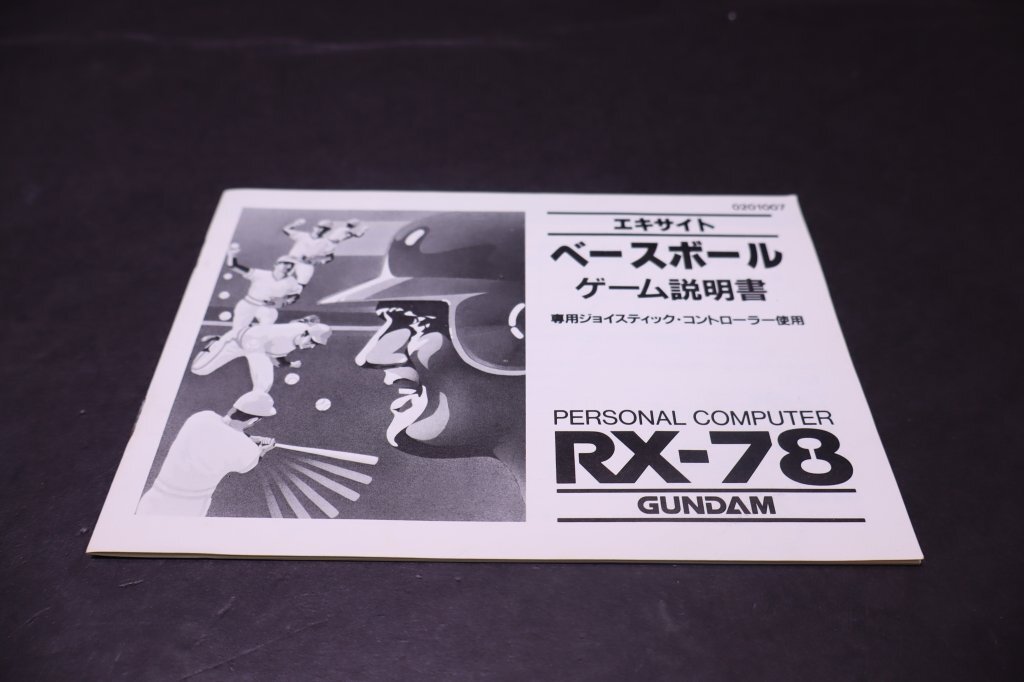 0201007
エキサイト
ベースボール
ゲーム説明書
専用ジョイスティック・コントローラー使用
PERSONAL COMPUTER
RX-78
GUNDAM